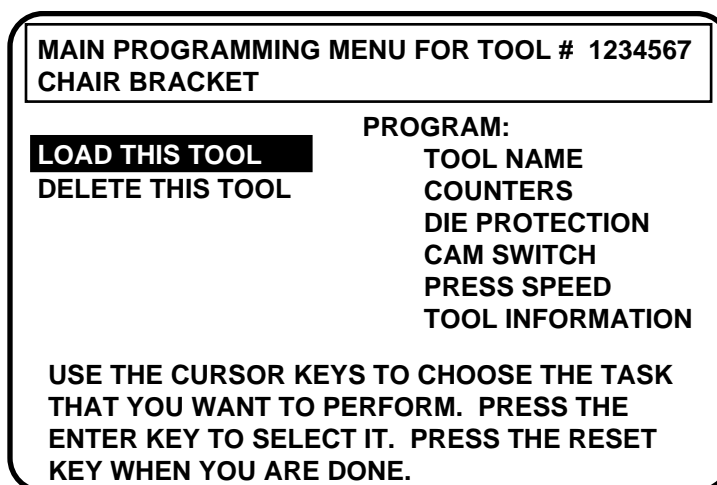 MAIN PROGRAMMING MENU FOR TOOL # 1234567
CHAIR BRACKET
LOAD THIS TOOL
DELETE THIS TOOL
PROGRAM:
TOOL NAME
COUNTERS
DIE PROTECTION
CAM SWITCH
PRESS SPEED
TOOL INFORMATION
USE THE CURSOR KEYS TO CHOOSE THE TASK
THAT YOU WANT TO PERFORM. PRESS THE
ENTER KEY TO SELECT IT. PRESS THE RESET
KEY WHEN YOU ARE DONE.